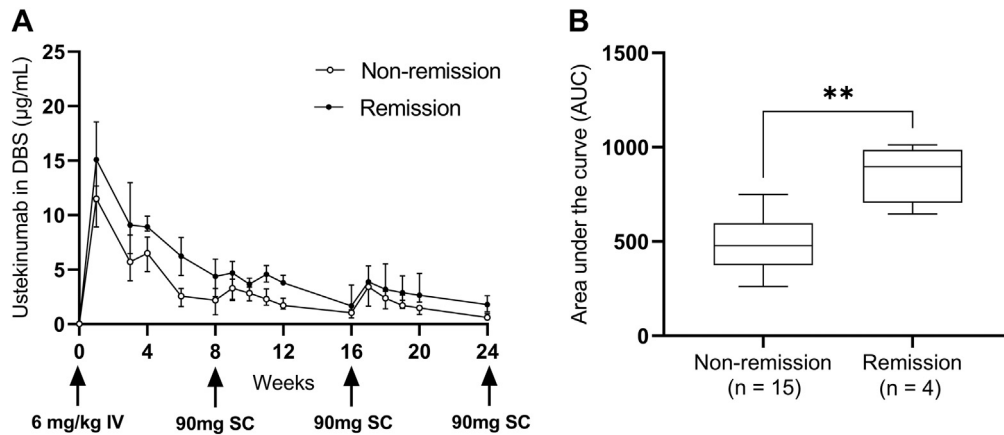 A
Ustekinumab in DBS (µg/mL)
25
20
15
10
5
0
Non-remission
Remission
0 4 8 12 16 20 24
Weeks
6 mg/kg IV 90mg SC 90mg SC 90mg SC
B
Area under the curve (AUC)
1500
1000
500
0
**
Non-remission Remission
(n = 15) (n = 4)